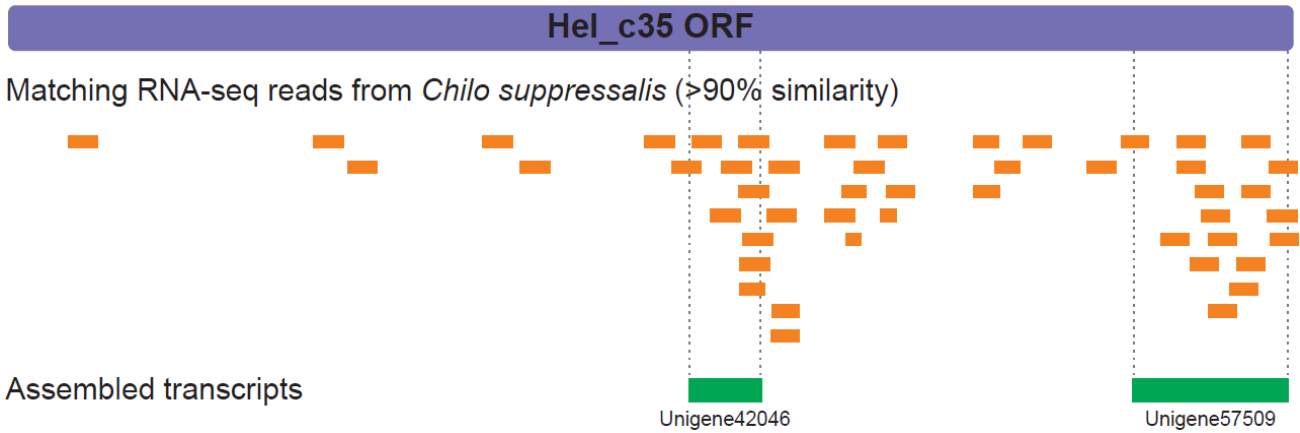 Hel_c35 ORF
Matching RNA-seq reads from Chilo suppressalis (>90% similarity)
Assembled transcripts
Unigene42046
Unigene57509